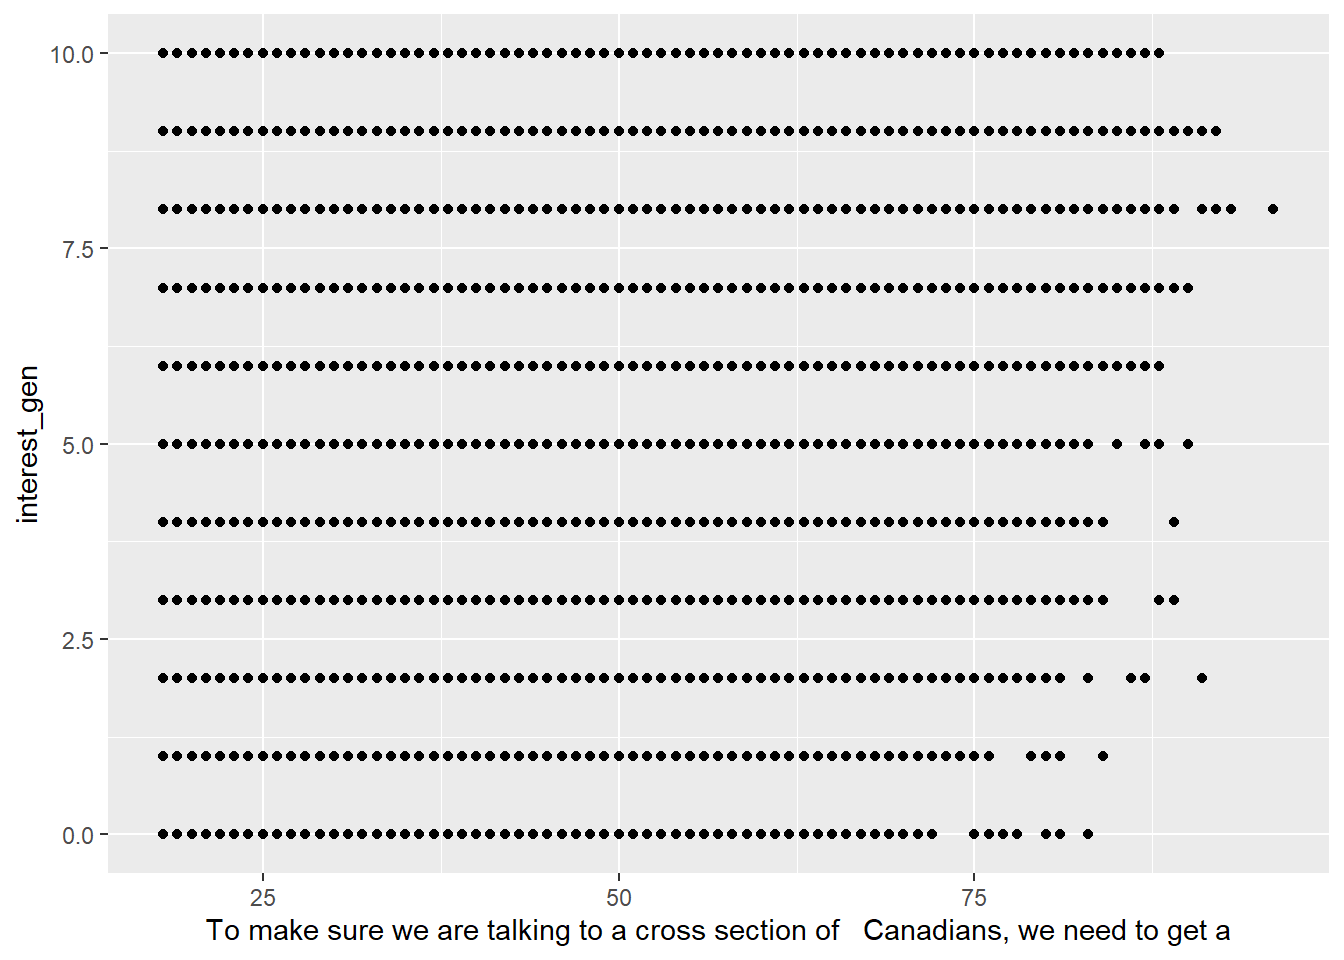 10.0
7.5
5.0
2.5
0.0
interest_gen
25 50 75
To make sure we are talking to a cross section of   Canadians, we need to get a